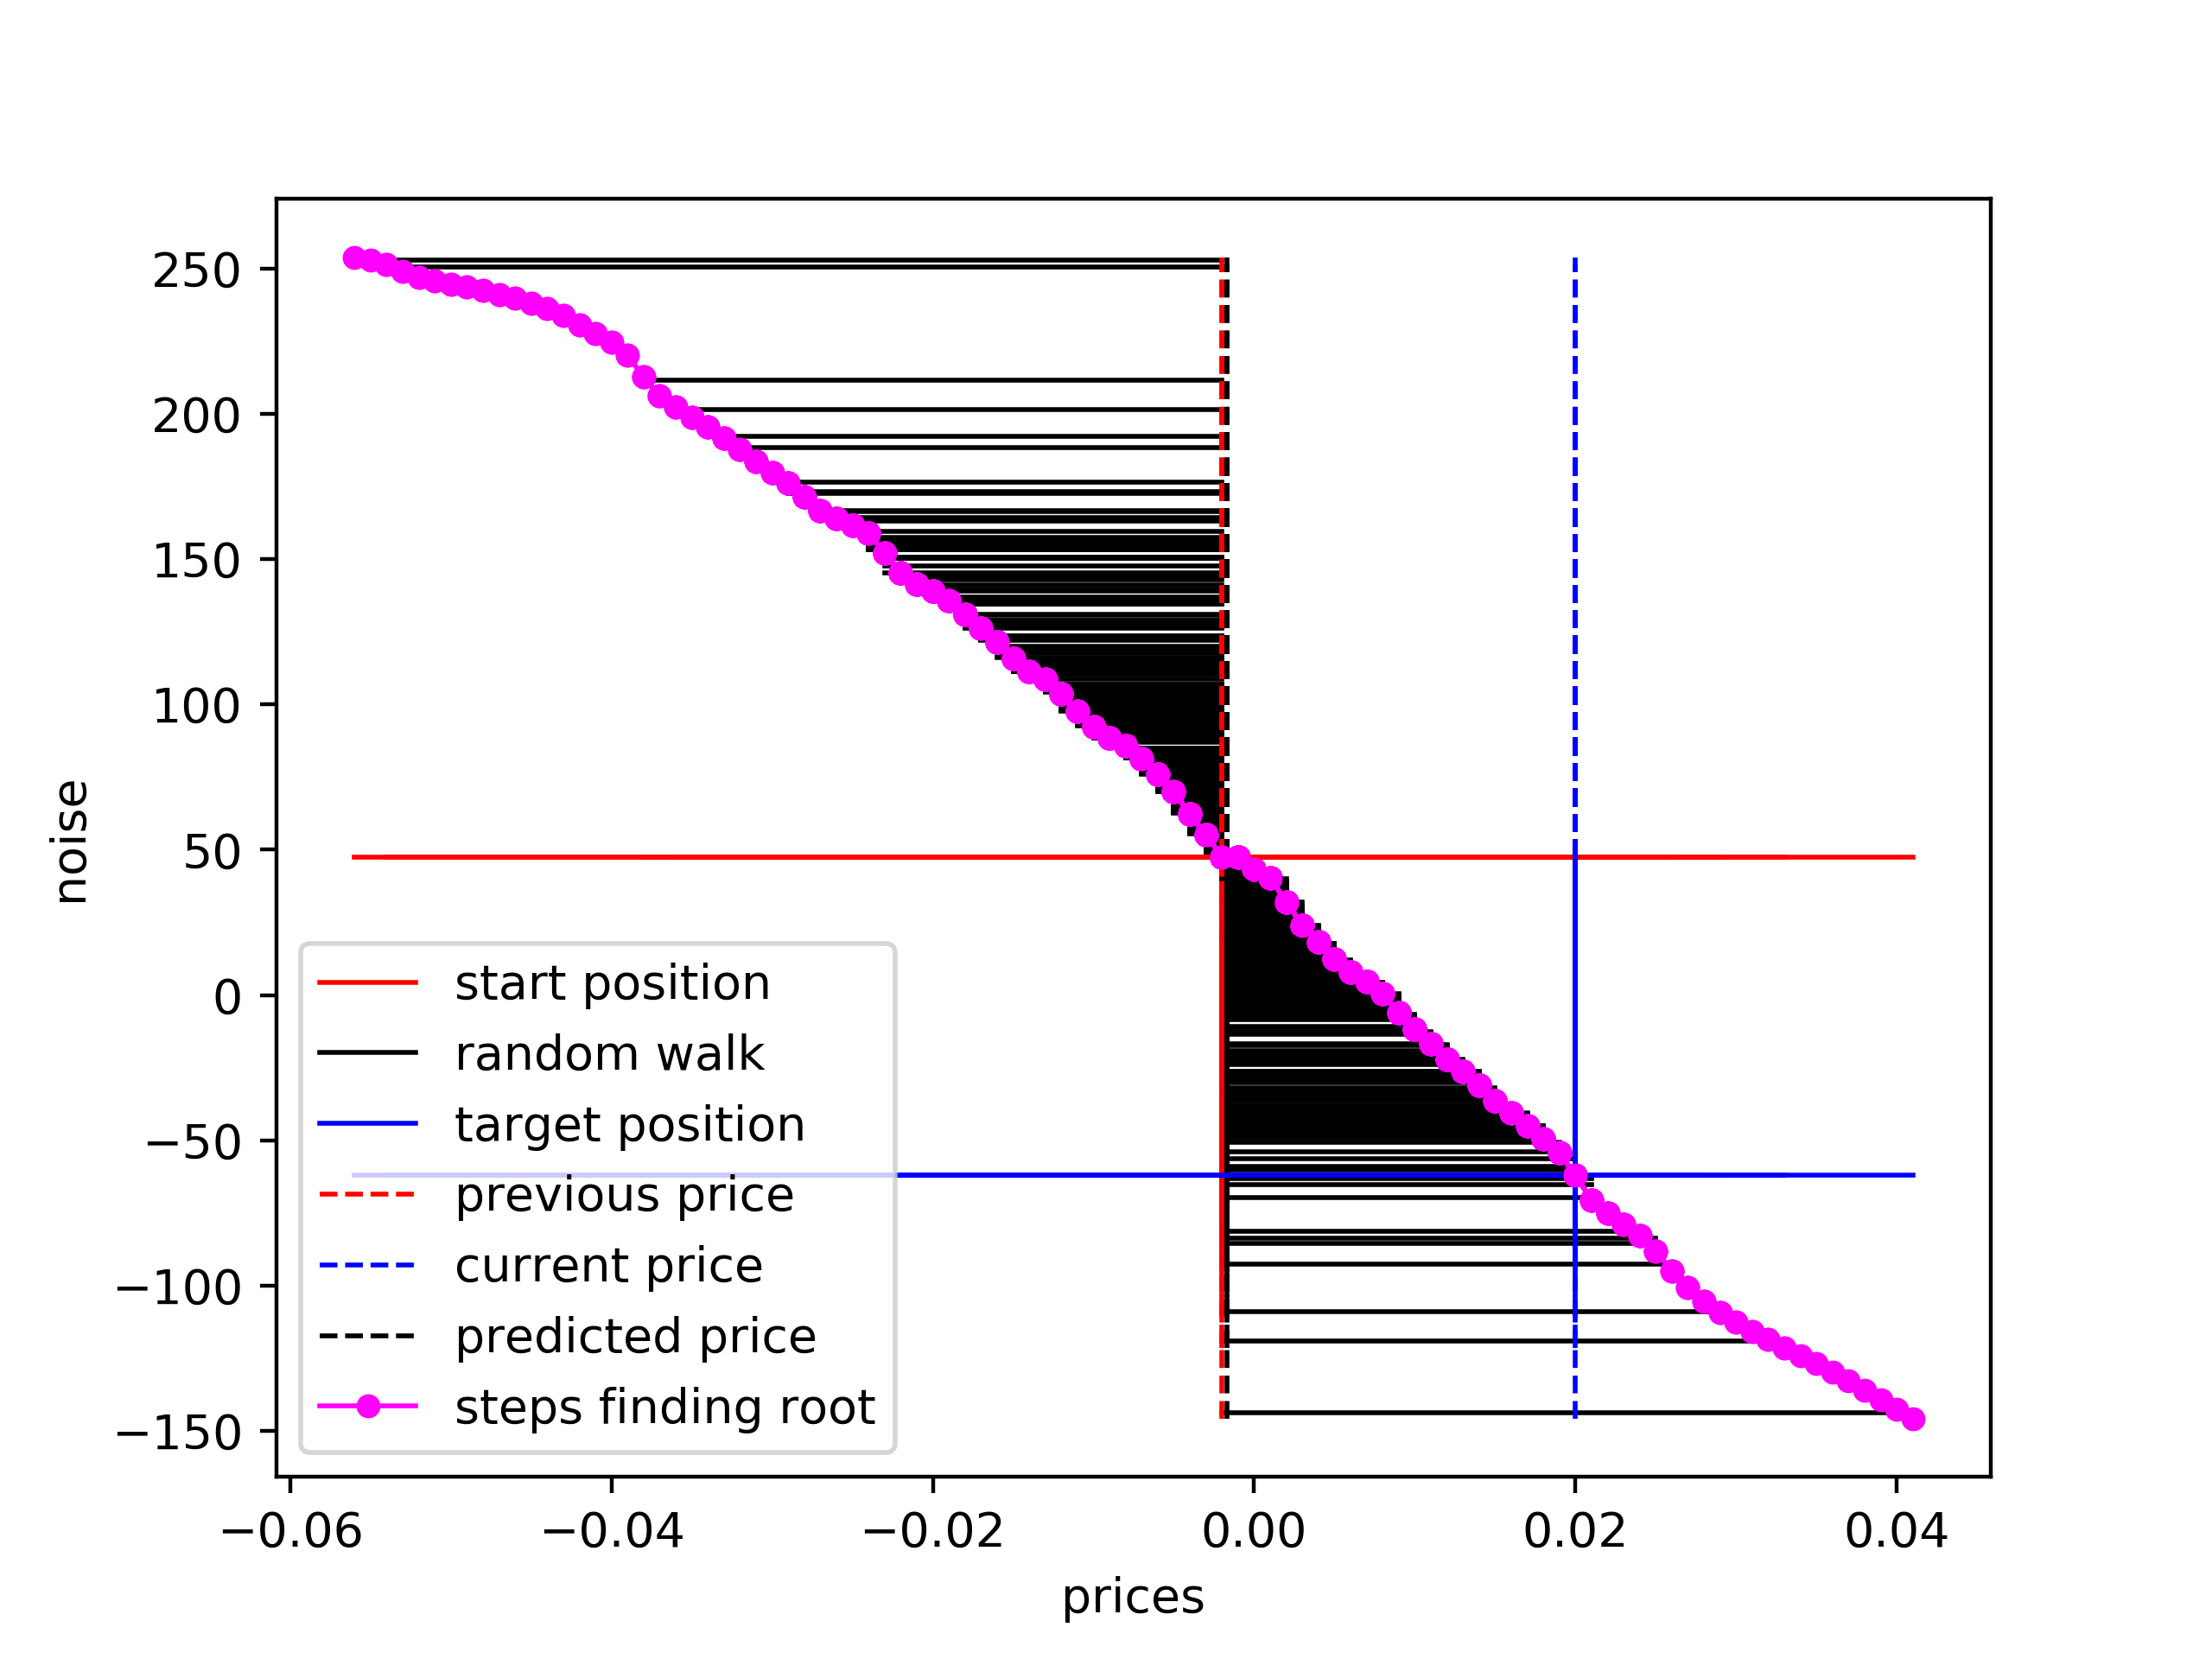 250
200
150
100
50
0
−50
−100
−150
noise
start position
random walk
target position
previous price
current price
predicted price
steps finding root
−0.06
−0.04
−0.02
0.00
0.02
0.04
prices